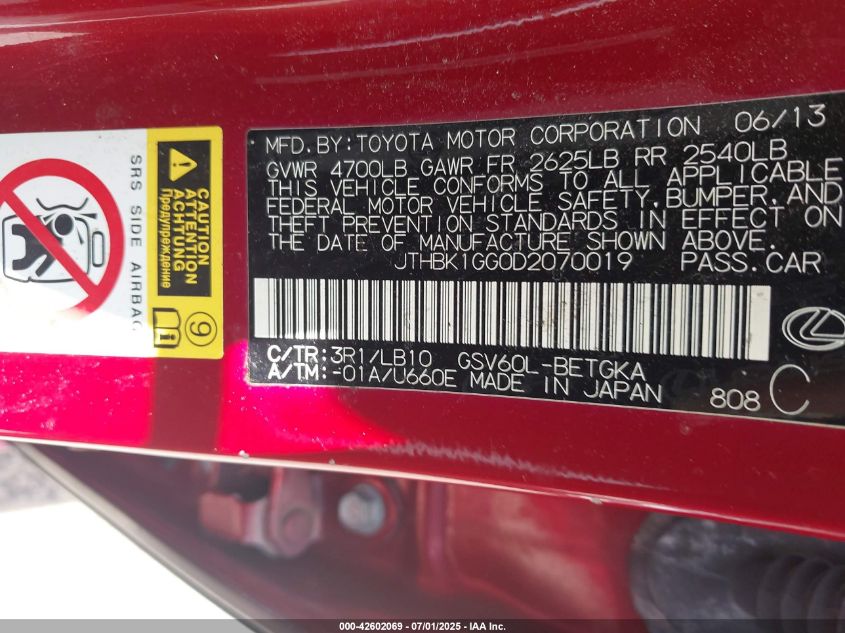 SRS SIDE AIRBAG
CAUTION
ATTENTION
ACHTUNG
Предупреждение
9
MFD.BY:TOYOTA MOTOR CORPORATION 06/13
GVWR 4700LB GAWR FR 2625LB RR 2540LB
THIS VEHICLE CONFORMS TO ALL APPLICABLE
FEDERAL MOTOR VEHICLE SAFETY,BUMPER,AND
THEFT PREVENTION STANDARDS IN EFFECT ON
THE DATE OF MANUFACTURE SHOWN ABOVE.
JTHBK1GG0D2070019 PASS.CAR
C/TR:3R1/LB10 GSV60L-BETGKA
A/TM:-01A/U660E MADE IN JAPAN
808 C
000-42602069 - 07/01/2025 - IAA Inc.